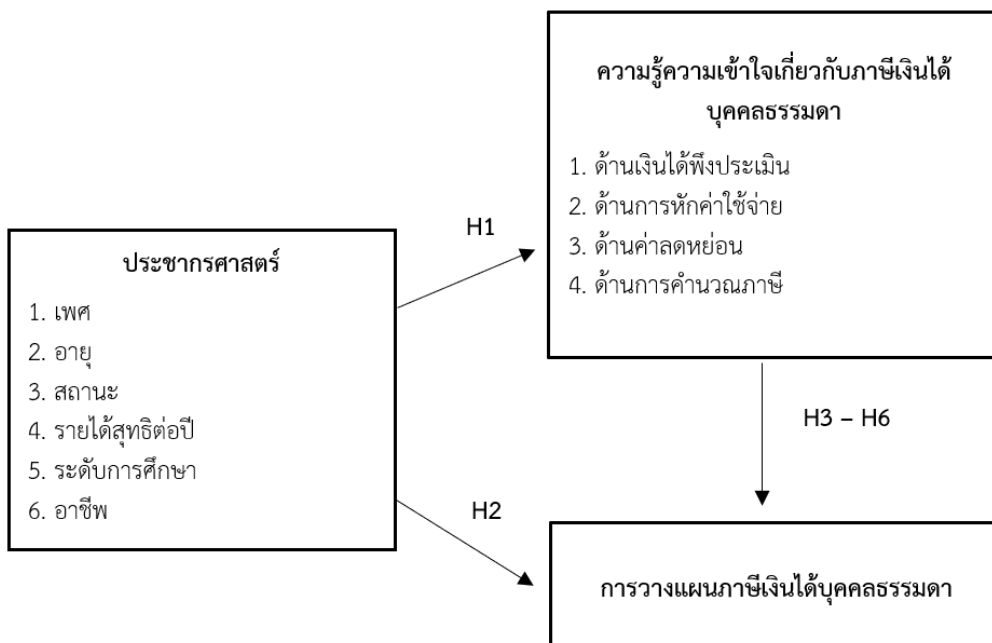 ความรู้ความเข้าใจเกี่ยวกับภาษีเงินได้
บุคคลธรรมดา
1. ด้านเงินได้พึงประเมิน
2. ด้านการหักค่าใช้จ่าย
3. ด้านค่าลดหย่อน
4. ด้านการคำนวณภาษี
H1
ประชากรศาสตร์
1. เพศ
2. อายุ
3. สถานะ
4. รายได้สุทธิต่อปี
5. ระดับการศึกษา
6. อาชีพ
H3 – H6
H2
การวางแผนภาษีเงินได้บุคคลธรรมดา